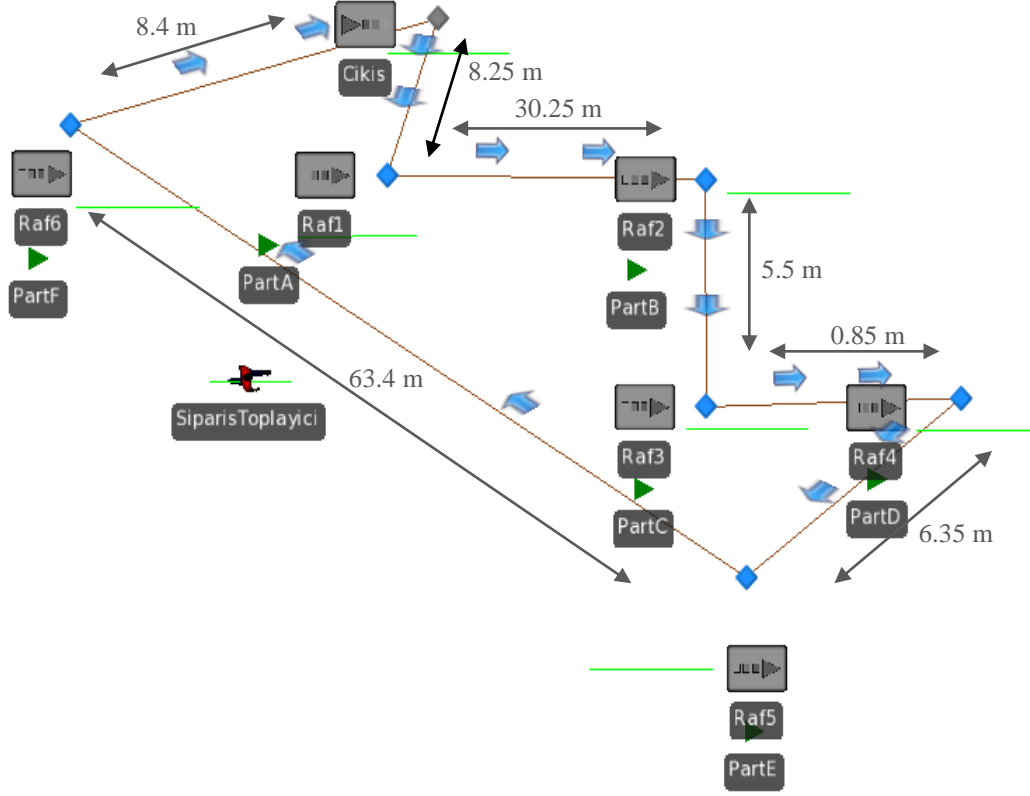 8.4 m
Cikis
8.25 m
30.25 m
Raf6
PartF
Raf1
PartA
Raf2
PartB
5.5 m
0.85 m
63.4 m
SiparisToplayici
Raf3
PartC
Raf4
PartD
6.35 m
Raf5
PartE